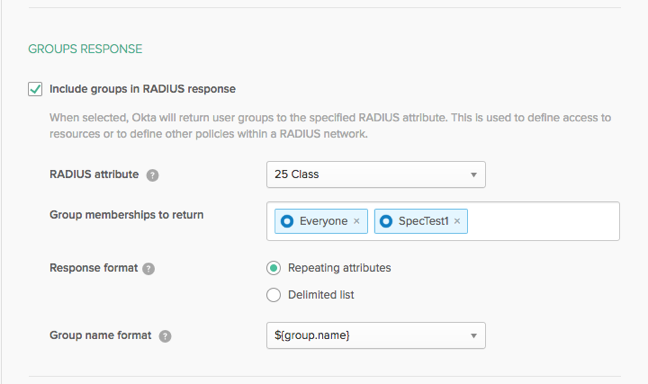 GROUPS RESPONSE
Include groups in RADIUS response
When selected, Okta will return user groups to the specified RADIUS attribute. This is used to define access to
resources or to define other policies within a RADIUS network.
RADIUS attribute ? 25 Class
Group memberships to return Everyone × SpecTest1 ×
Response format ? Repeating attributes
Delimited list
Group name format ? ${group.name}